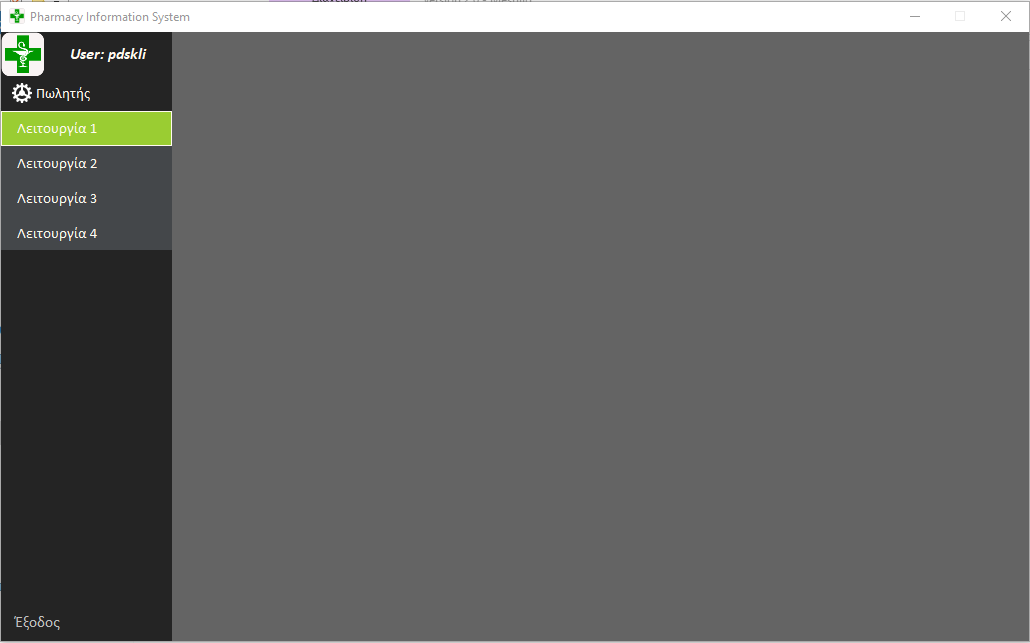 Pharmacy Information System
User: pdskli
Πωλητής
Λειτουργία 1
Λειτουργία 2
Λειτουργία 3
Λειτουργία 4
Έξοδος